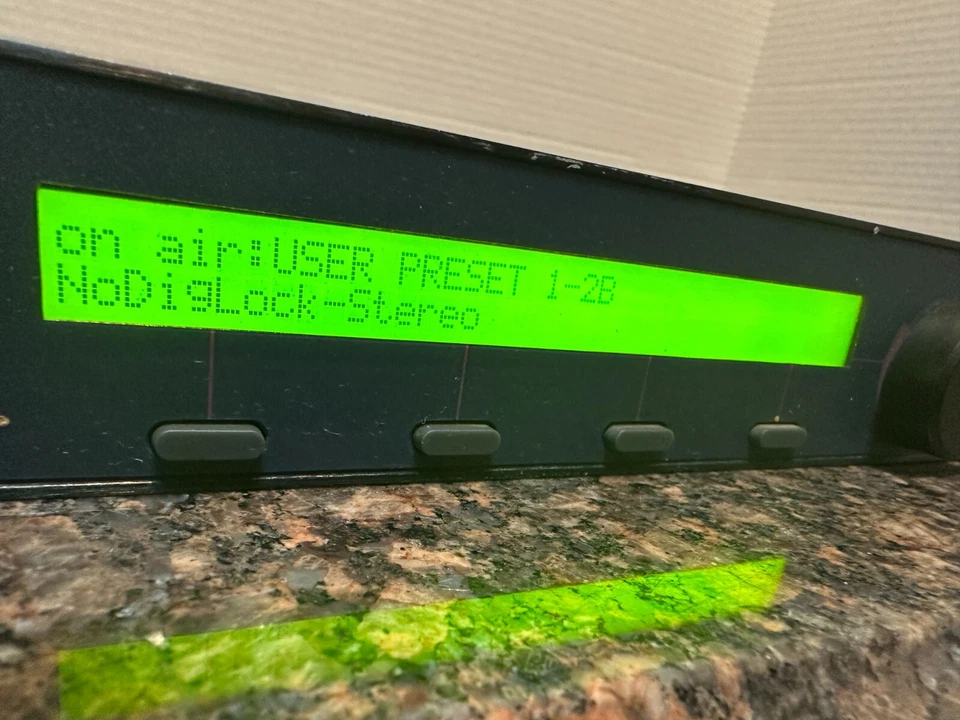 on air:USER PRESET 1-2B
NoDigLock-Stereo